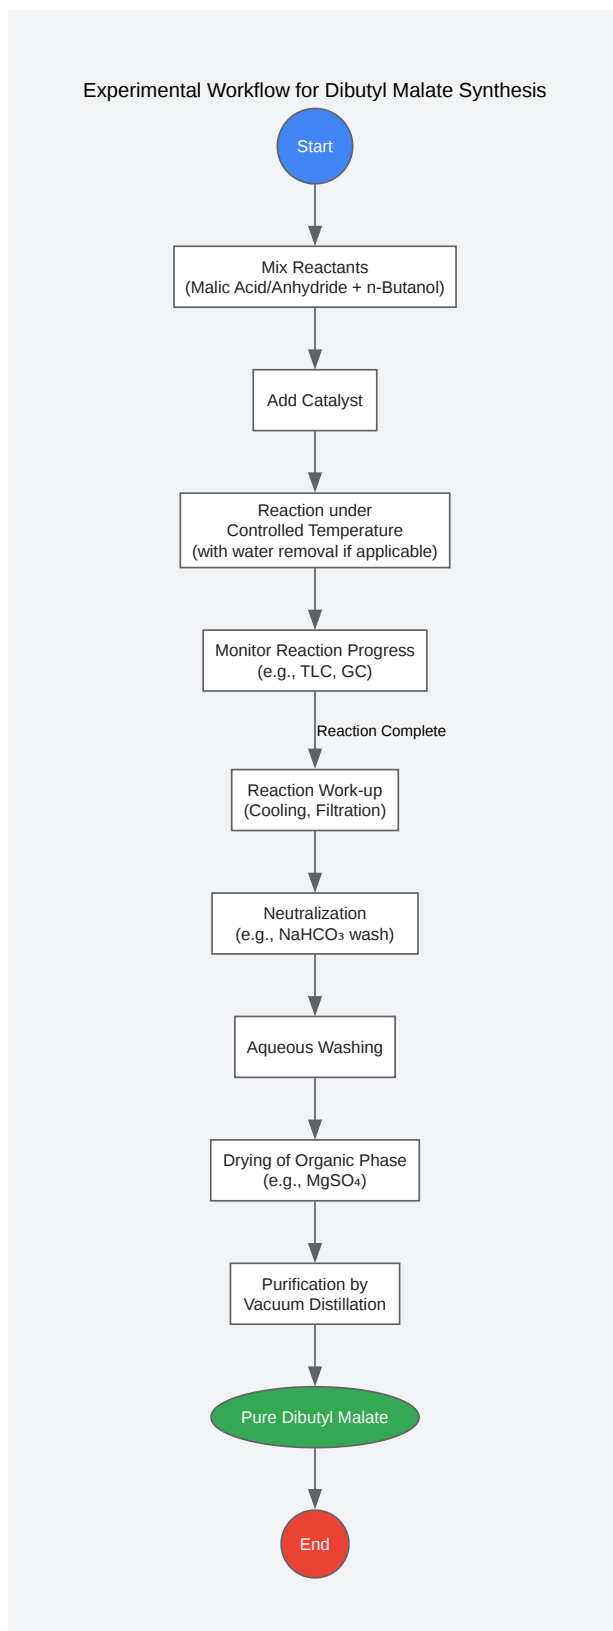 Experimental Workflow for Dibutyl Malate Synthesis
Start
Mix Reactants
(Malic Acid/Anhydride + n-Butanol)
Add Catalyst
Reaction under
Controlled Temperature
(with water removal if applicable)
Monitor Reaction Progress
(e.g., TLC, GC)
Reaction Complete
Reaction Work-up
(Cooling, Filtration)
Neutralization
(e.g., NaHCO₃ wash)
Aqueous Washing
Drying of Organic Phase
(e.g., MgSO₄)
Purification by
Vacuum Distillation
Pure Dibutyl Malate
End